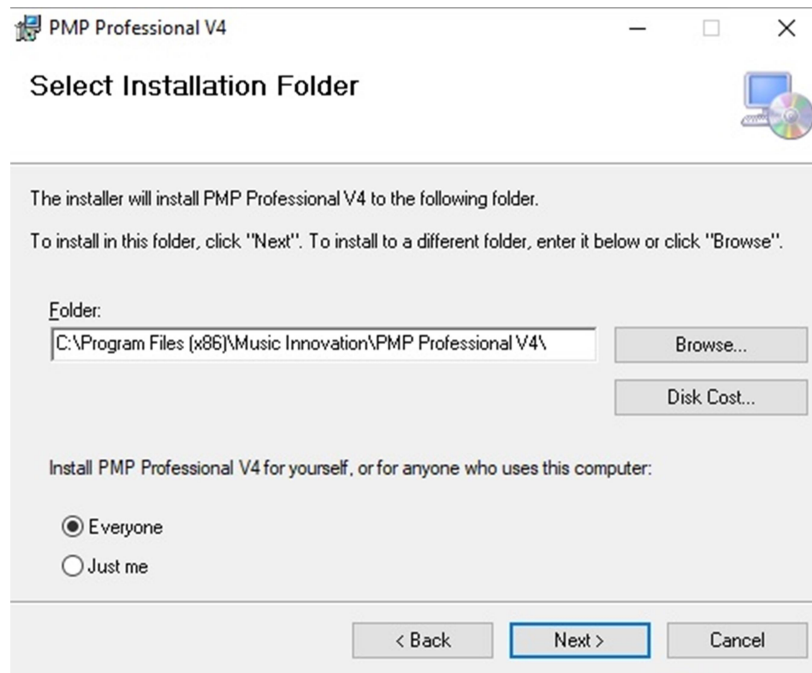 PMP Professional V4
Select Installation Folder
The installer will install PMP Professional V4 to the following folder.
To install in this folder, click "Next". To install to a different folder, enter it below or click "Browse".
Folder:
C:\Program Files (x86)\Music Innovation\PMP Professional V4\
Browse...
Disk Cost...
Install PMP Professional V4 for yourself, or for anyone who uses this computer:
Everyone
Just me
< Back Next > Cancel